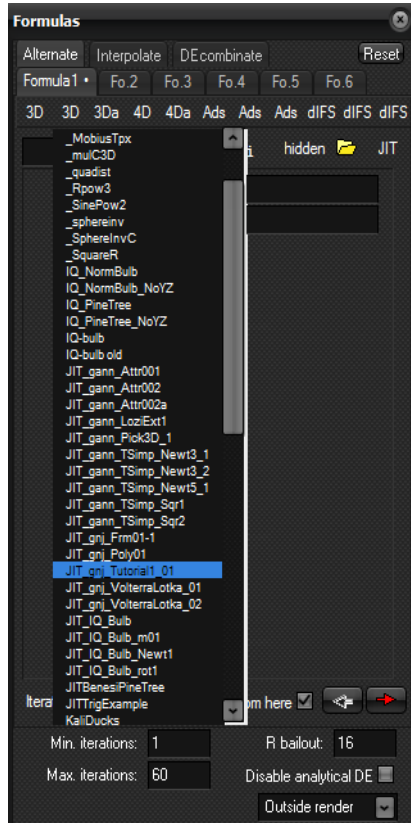 Formulas
Alternate Interpolate DEcombinate Reset
Formula1 • Fo.2 Fo.3 Fo.4 Fo.5 Fo.6
3D 3D 3Da 4D 4Da Ads Ads Ads dIFS dIFS dIFS
hidden JIT
_MobiusTpx
_mulC3D
_quadist
_Rpow3
_SinePow2
_sphereinv
_SphereInvC
_SquareR
IQ_NormBulb
IQ_NormBulb_NoYZ
IQ_PineTree
IQ_PineTree_NoYZ
IQ-bulb
IQ-bulb old
JIT_gann_Attr001
JIT_gann_Attr002
JIT_gann_Attr002a
JIT_gann_LoziExt1
JIT_gann_Pick3D_1
JIT_gann_TSimp_Newt3_1
JIT_gann_TSimp_Newt3_2
JIT_gann_TSimp_Newt5_1
JIT_gann_TSimp_Sqr1
JIT_gann_TSimp_Sqr2
JIT_gnj_Frm01-1
JIT_gnj_Poly01
JIT_gnj_Tutorial1_01
JIT_gnj_VolterraLotka_01
JIT_gnj_VolterraLotka_02
JIT_IQ_Bulb
JIT_IQ_Bulb_m01
JIT_IQ_Bulb_Newt1
JIT_IQ_Bulb_rot1
JITBenesiPineTree
JITTrigExample
KaliDucks
Itera om here
Min. iterations: 1 R bailout: 16
Max. iterations: 60 Disable analytical DE
Outside render